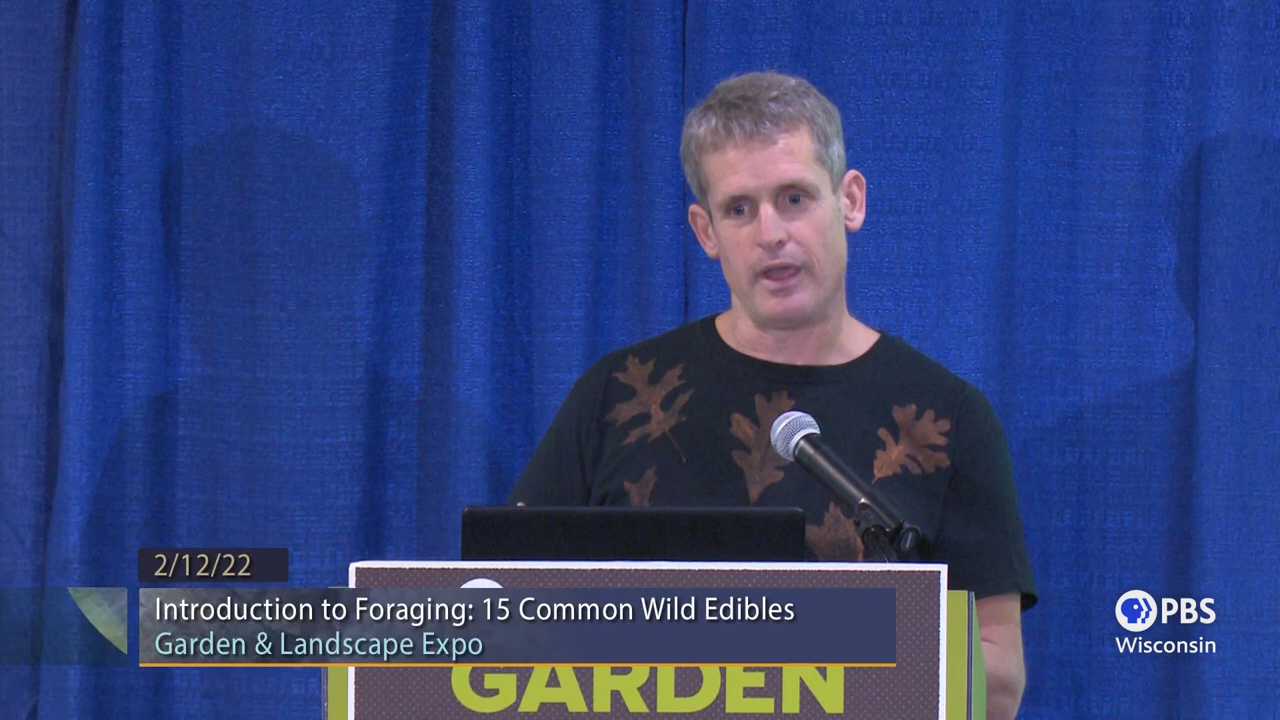 2/12/22
Introduction to Foraging: 15 Common Wild Edibles
Garden & Landscape Expo
GARDEN
PBS
Wisconsin